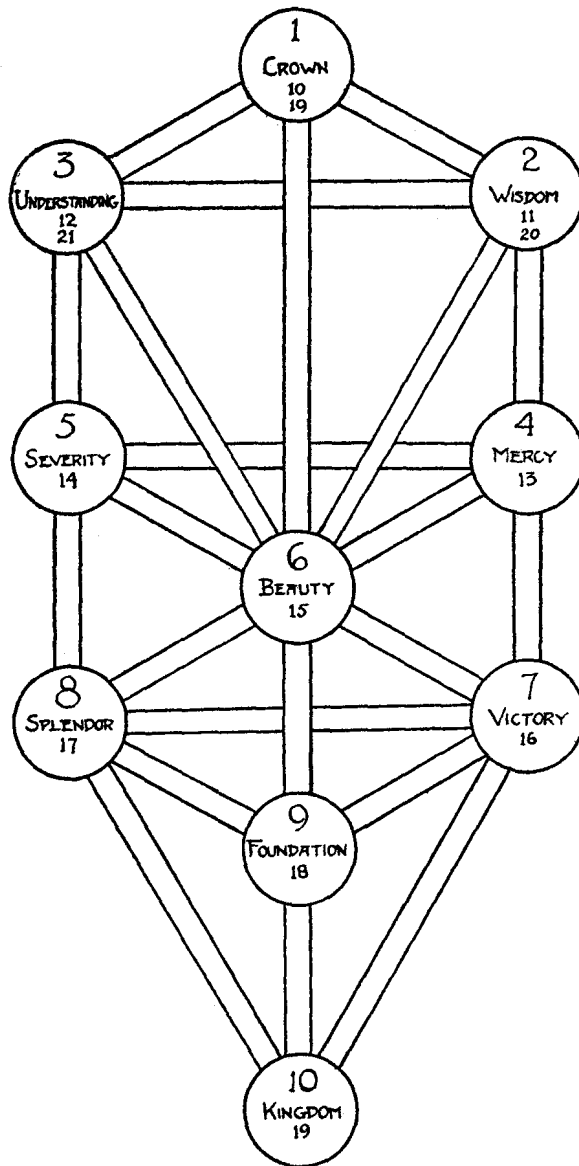 1
CROWN
10
19
3
UNDERSTANDING
12
21
2
WISDOM
11
20
5
SEVERITY
14
4
MERCY
13
6
BEAUTY
15
8
SPLENDOR
17
7
VICTORY
16
9
FOUNDATION
18
10
KINGDOM
19